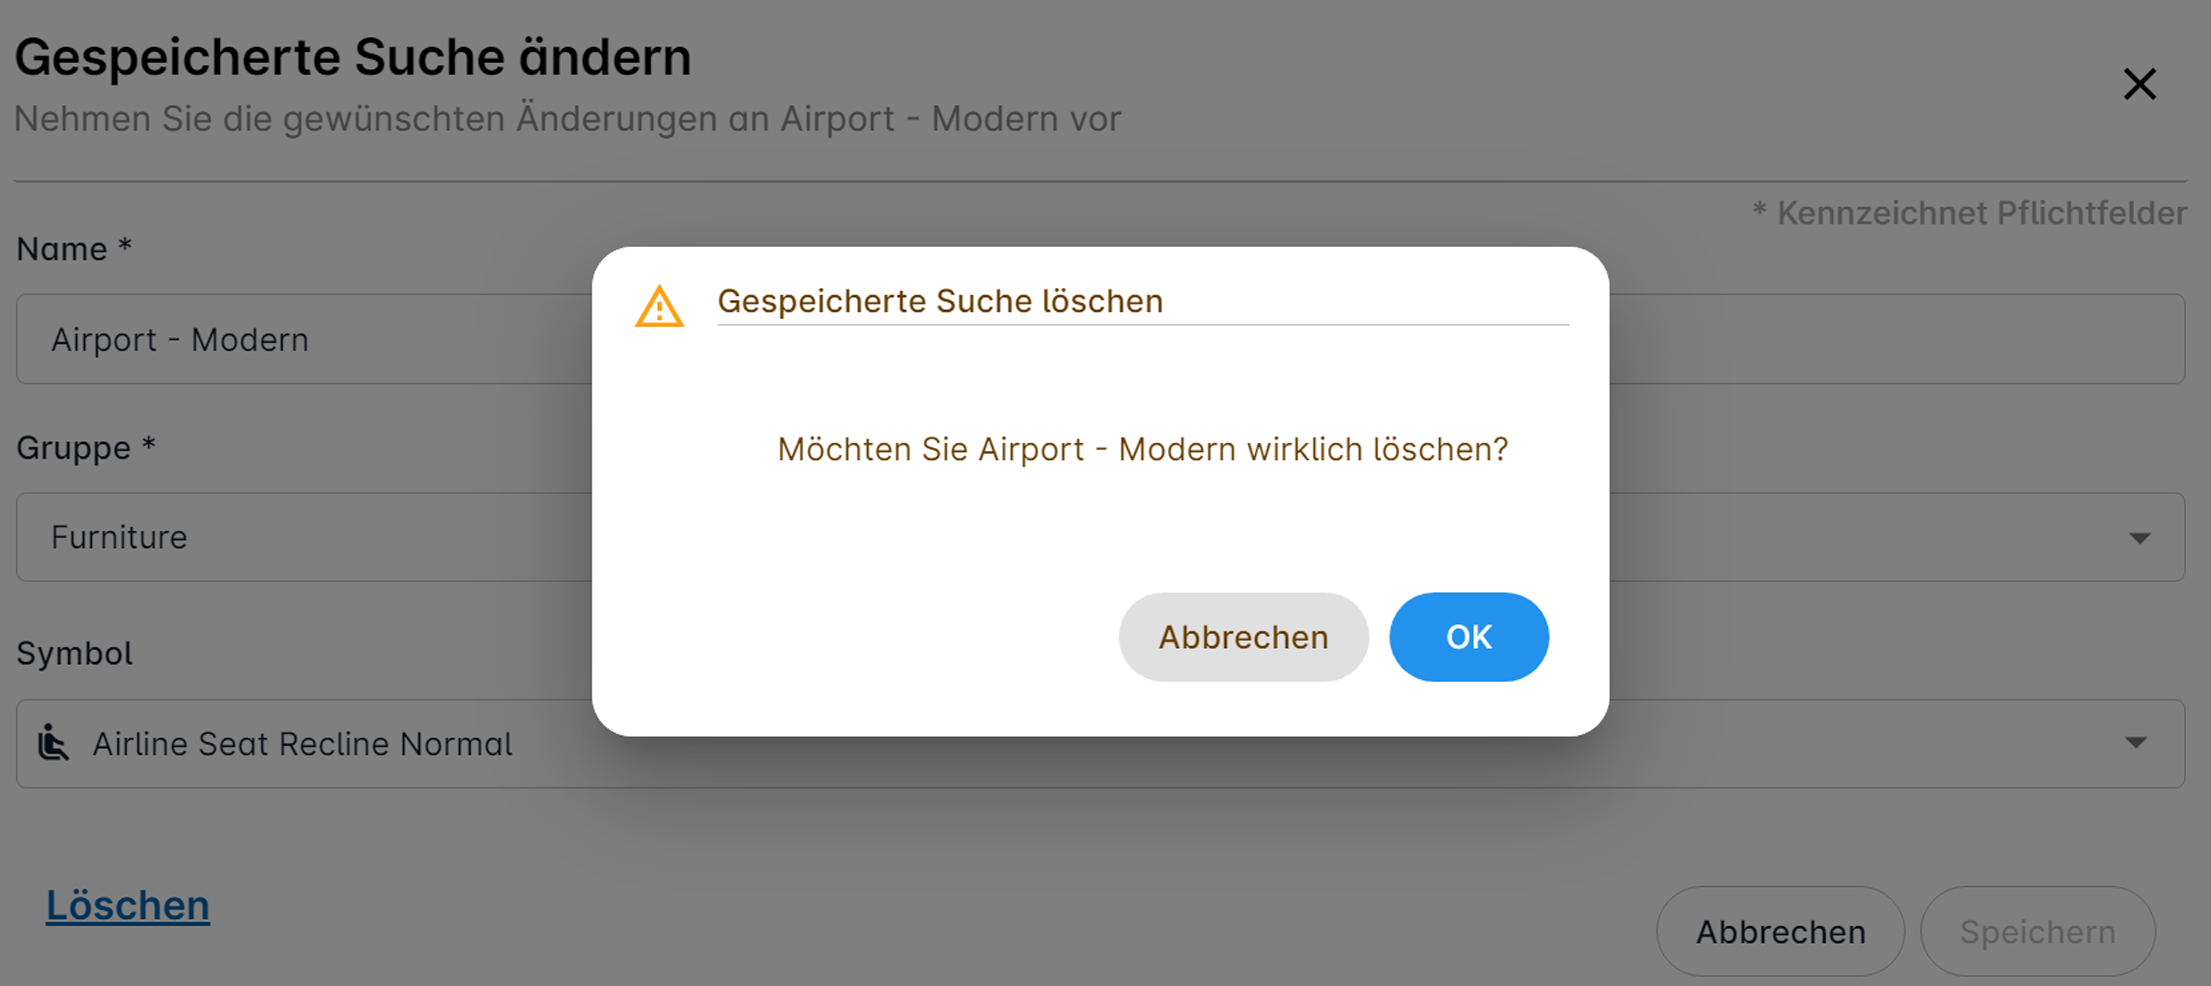 Gespeicherte Suche ändern
Nehmen Sie die gewünschten Änderungen an Airport - Modern vor
* Kennzeichnet Pflichtfelder
Name *
Airport - Modern
Gruppe *
Furniture
Symbol
Airline Seat Recline Normal
Gespeicherte Suche löschen
Möchten Sie Airport - Modern wirklich löschen?
Abbrechen
OK
Löschen
Abbrechen
Speichern